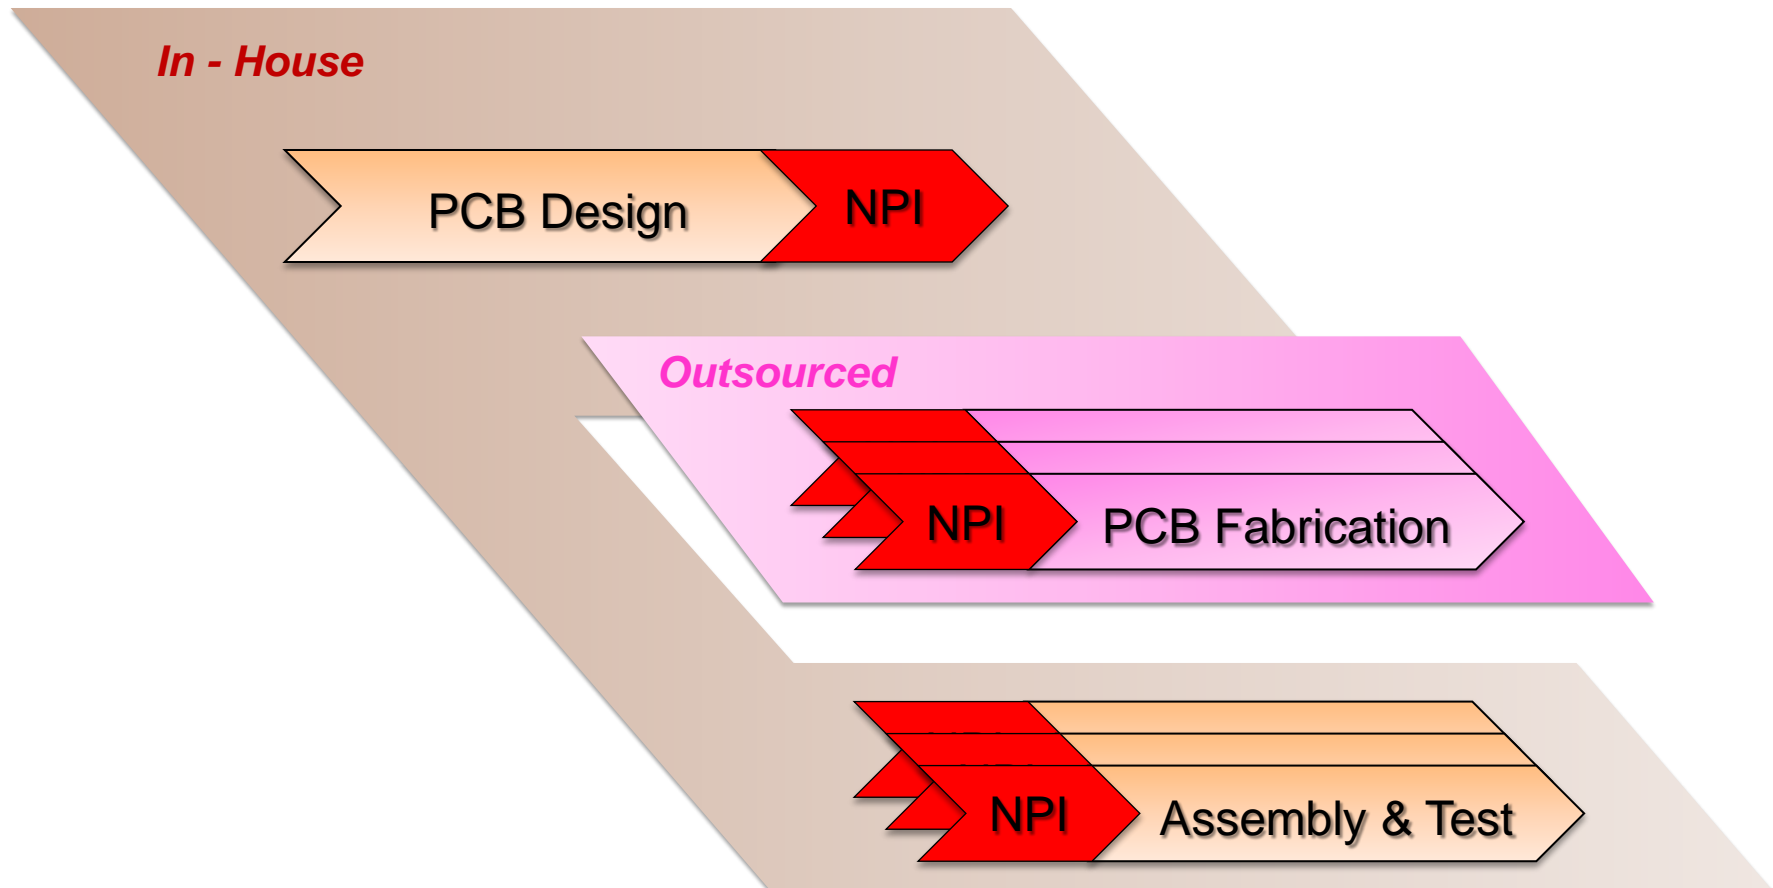 In - House
PCB Design
NPI
Outsourced
NPI
PCB Fabrication
NPI
Assembly & Test